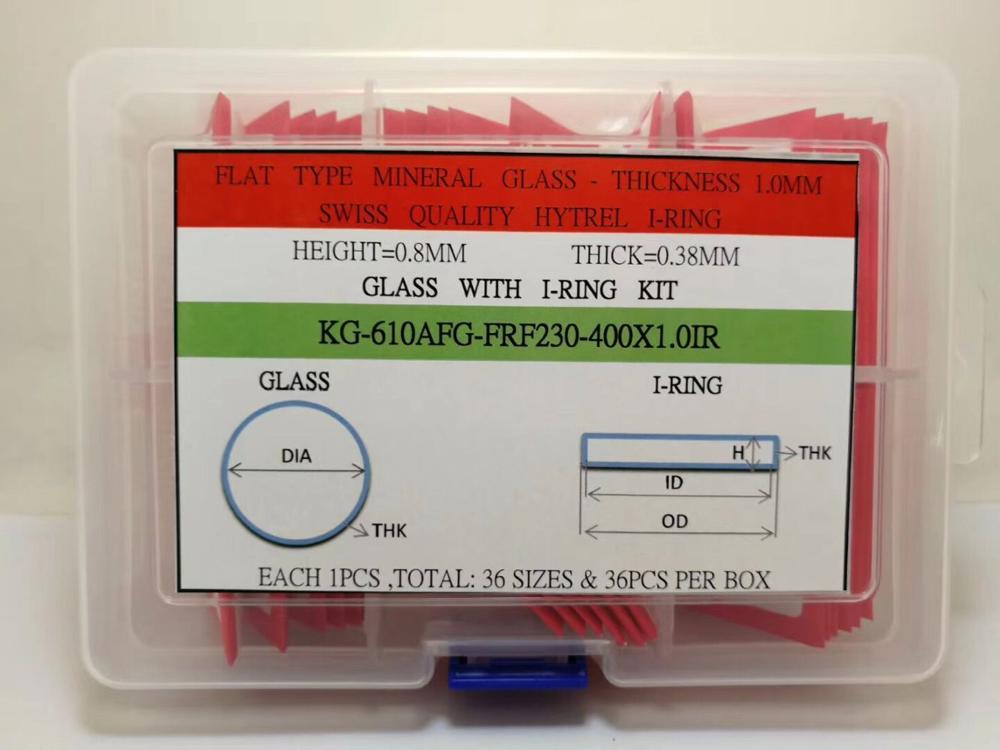 FLAT TYPE MINERAL GLASS - THICKNESS 1.0MM
SWISS QUALITY HYTREL I-RING
HEIGHT=0.8MM THICK=0.38MM
GLASS WITH I-RING KIT
KG-610AFG-FRF230-400X1.0IR
GLASS I-RING
DIA
THK
H THK
ID
OD
EACH 1PCS ,TOTAL: 36 SIZES & 36PCS PER BOX